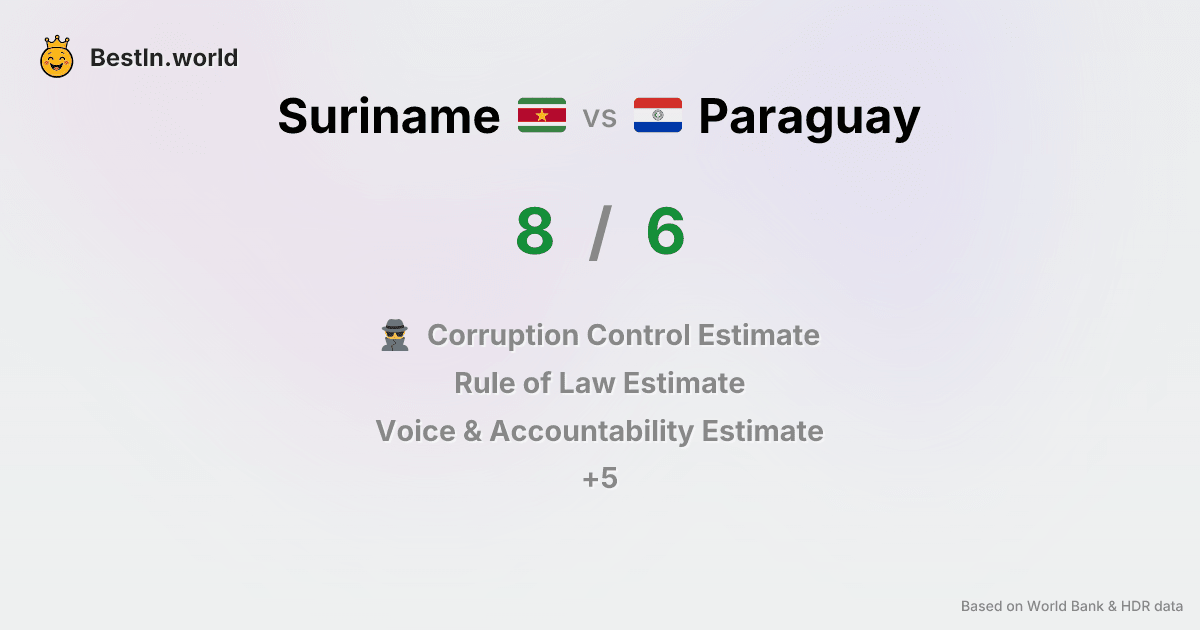 BestIn.world
Suriname vs Paraguay
8 / 6
Corruption Control Estimate
Rule of Law Estimate
Voice & Accountability Estimate
+5
Based on World Bank & HDR data